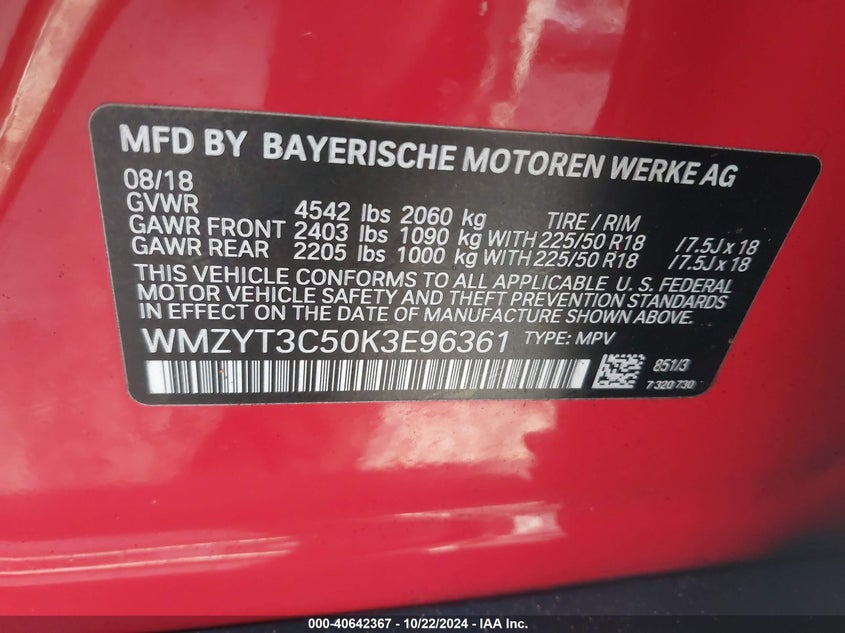 MFD BY BAYERISCHE MOTOREN WERKE AG
08/18
GVWR 4542 lbs 2060 kg TIRE / RIM
GAWR FRONT 2403 lbs 1090 kg WITH 225/50 R18 /7.5J x 18
GAWR REAR 2205 lbs 1000 kg WITH 225/50 R18 /7.5J x 18
THIS VEHICLE CONFORMS TO ALL APPLICABLE U. S. FEDERAL
MOTOR VEHICLE SAFETY AND THEFT PREVENTION STANDARDS
IN EFFECT ON THE DATE OF MANUFACTURE SHOWN ABOVE.
WMZYT3C50K3E96361 TYPE: MPV
851/3
7 320 730
000-40642367 - 10/22/2024 - IAA Inc.